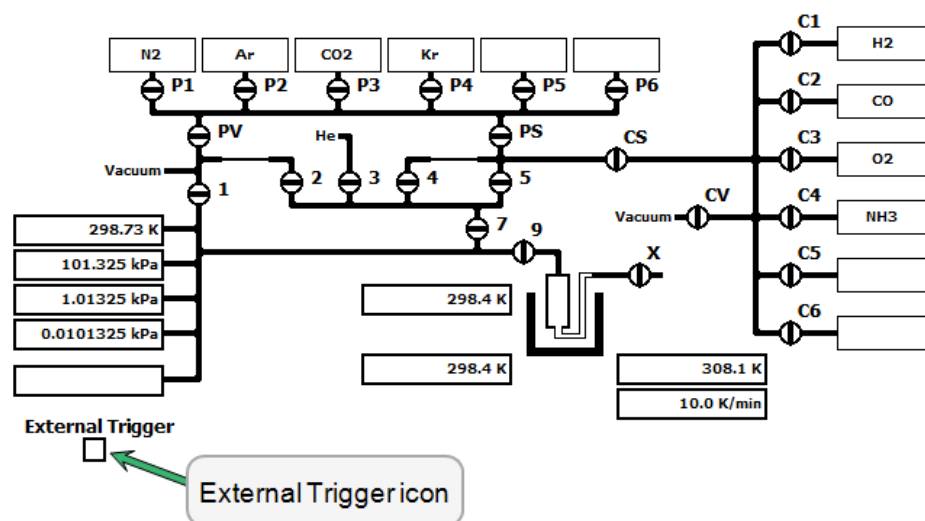 N2
Ar
CO2
Kr
P1
P2
P3
P4
P5
P6
C1
H2
C2
CO
PV
He
PS
CS
C3
O2
Vacuum
1
2
3
4
5
Vacuum
CV
C4
NH3
298.73 K
7
9
X
C5
101.325 kPa
1.01325 kPa
298.4 K
C6
0.0101325 kPa
298.4 K
308.1 K
10.0 K/min
External Trigger
External Trigger icon